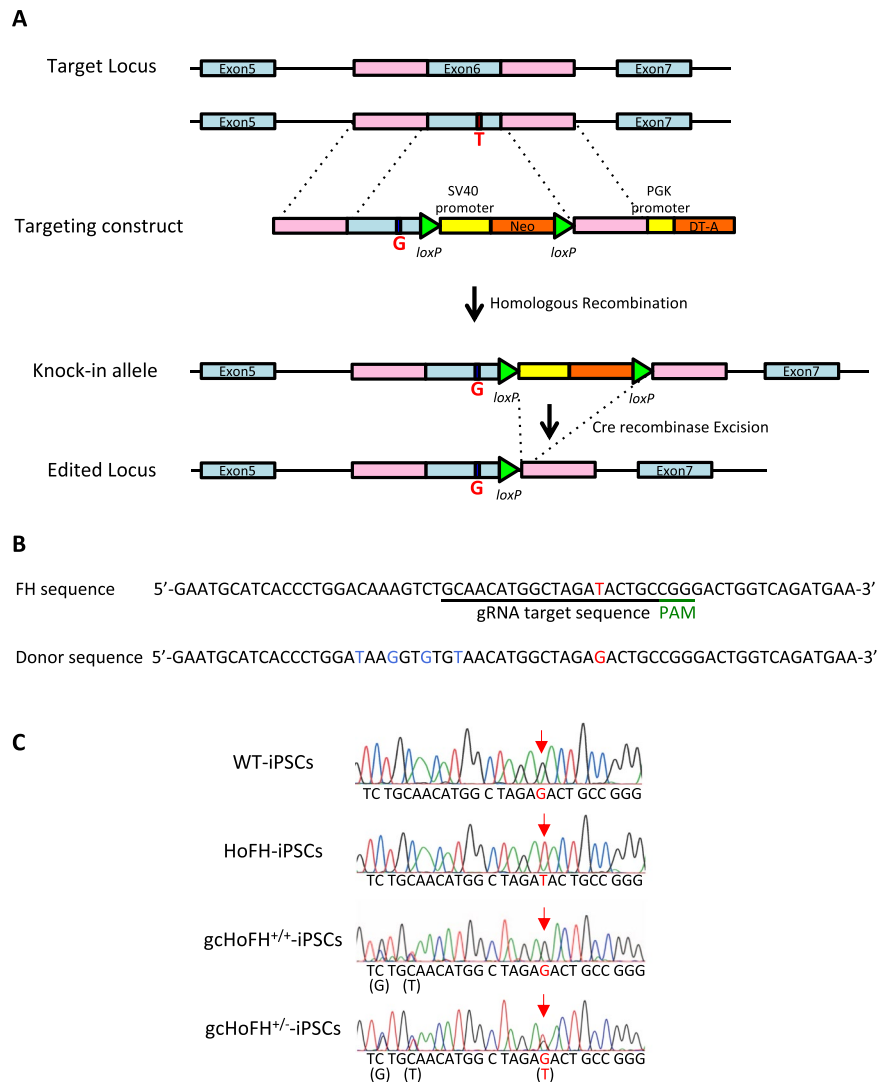 A
Target Locus
Exon5 Exon6 Exon7
Exon5 Exon7
T
SV40 promoter PGK promoter
Targeting construct
Neo DT-A
G loxP loxP
Homologous Recombination
Knock-in allele
Exon5 Exon7
G loxP loxP
Cre recombinase Excision
Edited Locus
Exon5 Exon7
G loxP
B
FH sequence 5’-GAATGCATCACCCTGGACAAAGTCTGCAACATGGCTAGATACTGCCGGGACTGGTCAGATGAA-3’
gRNA target sequence PAM
Donor sequence 5’-GAATGCATCACCCTGGATAAGGTGTGTAACATGGCTAGAGACTGCCGGGACTGGTCAGATGAA-3’
C
WT-iPSCs
TC TGCAACATGG C TAGAGACT GCC GGG
HoFH-iPSCs
TC TGCAACATGG C TAGATACT GCC GGG
gcHoFH+/+-iPSCs
TC TGCAACATGG C TAGAGACT GCC GGG
(G) (T)
gcHoFH+/--iPSCs
TC TGCAACATGG C TAGAGACT GCC GGG
(G) (T) (T)